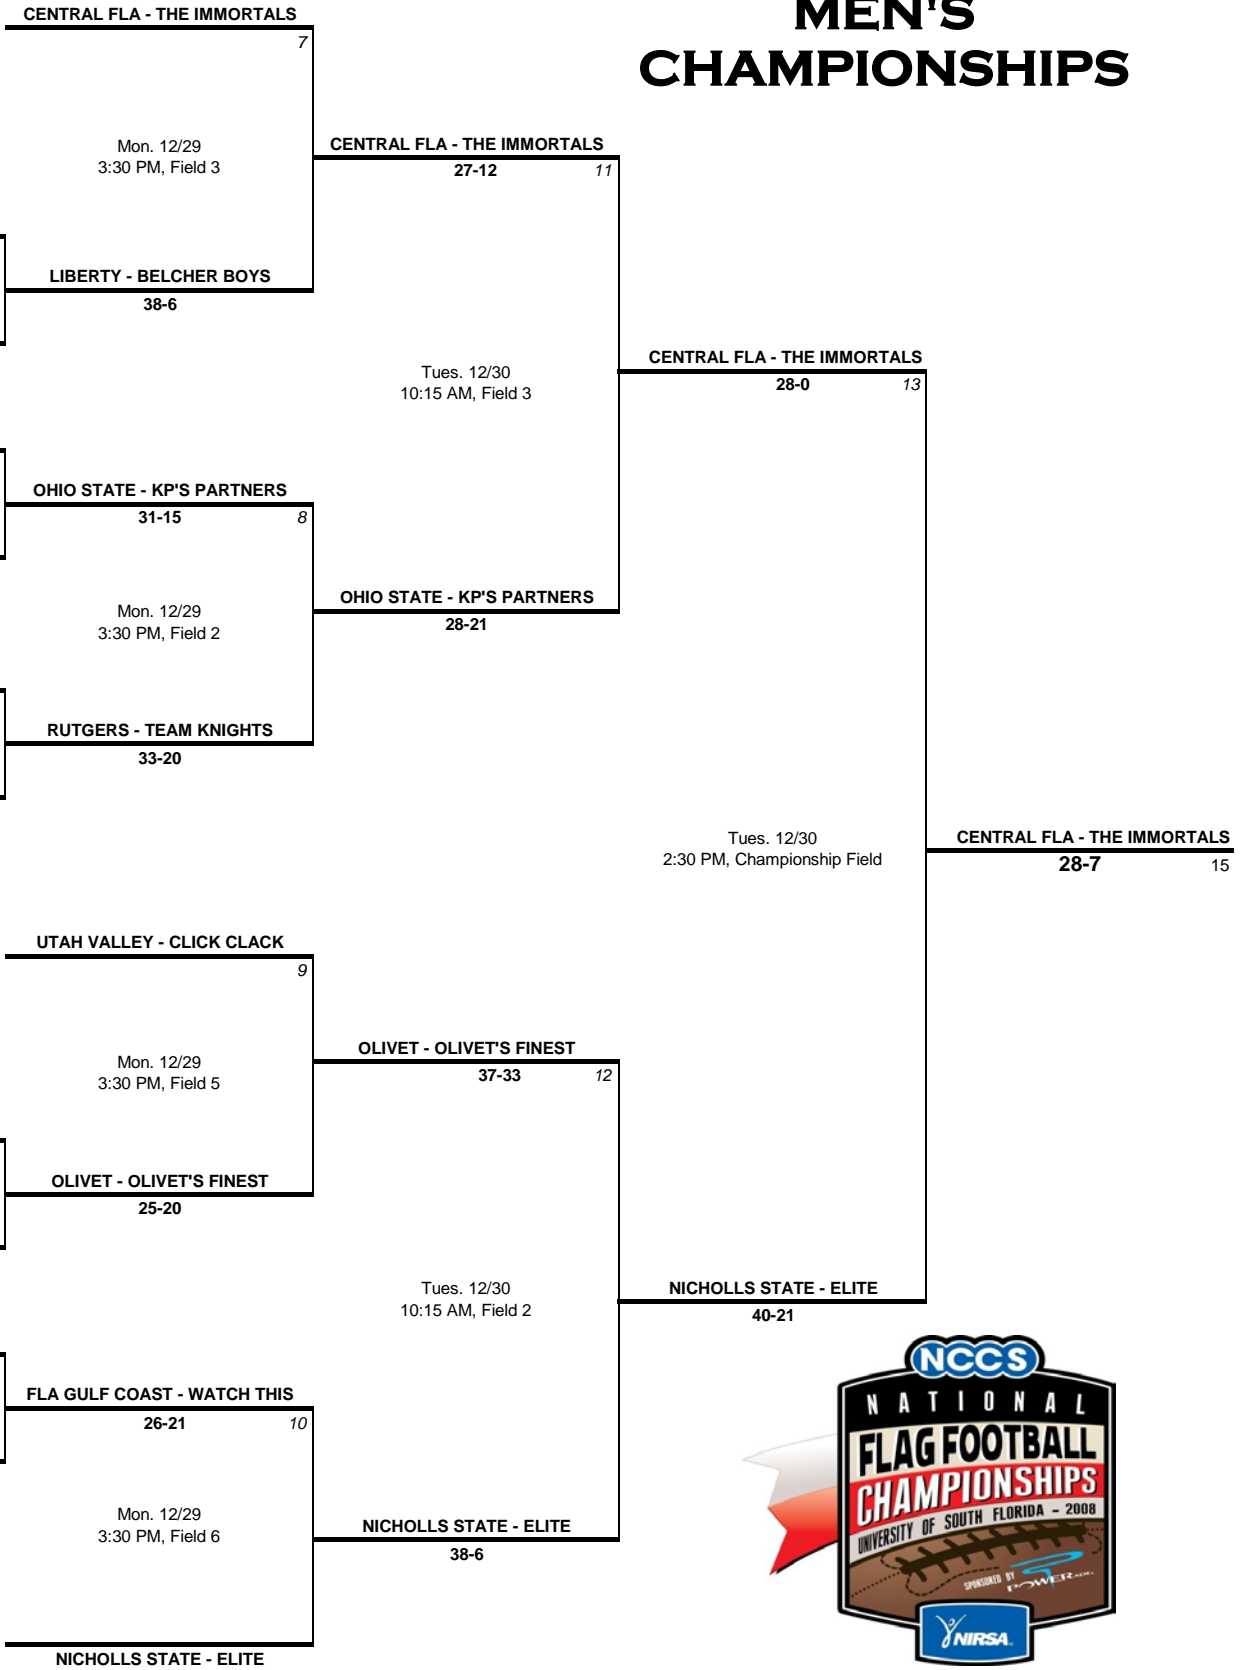 MEN'S
CHAMPIONSHIPS
CENTRAL FLA - THE IMMORTALS
7
Mon. 12/29
3:30 PM, Field 3
CENTRAL FLA - THE IMMORTALS
27-12 11
LIBERTY - BELCHER BOYS
38-6
Tues. 12/30
10:15 AM, Field 3
CENTRAL FLA - THE IMMORTALS
28-0 13
OHIO STATE - KP'S PARTNERS
31-15 8
Mon. 12/29
3:30 PM, Field 2
OHIO STATE - KP'S PARTNERS
28-21
RUTGERS - TEAM KNIGHTS
33-20
Tues. 12/30
2:30 PM, Championship Field
CENTRAL FLA - THE IMMORTALS
28-7 15
UTAH VALLEY - CLICK CLACK
9
Mon. 12/29
3:30 PM, Field 5
OLIVET - OLIVET'S FINEST
37-33 12
OLIVET - OLIVET'S FINEST
25-20
Tues. 12/30
10:15 AM, Field 2
NICHOLLS STATE - ELITE
40-21
FLA GULF COAST - WATCH THIS
26-21 10
Mon. 12/29
3:30 PM, Field 6
NICHOLLS STATE - ELITE
38-6
NICHOLLS STATE - ELITE
NCCS
NATIONAL
FLAG FOOTBALL
CHAMPIONSHIPS
UNIVERSITY OF SOUTH FLORIDA - 2008
SPONSORED BY
POWERADE
NIRSA